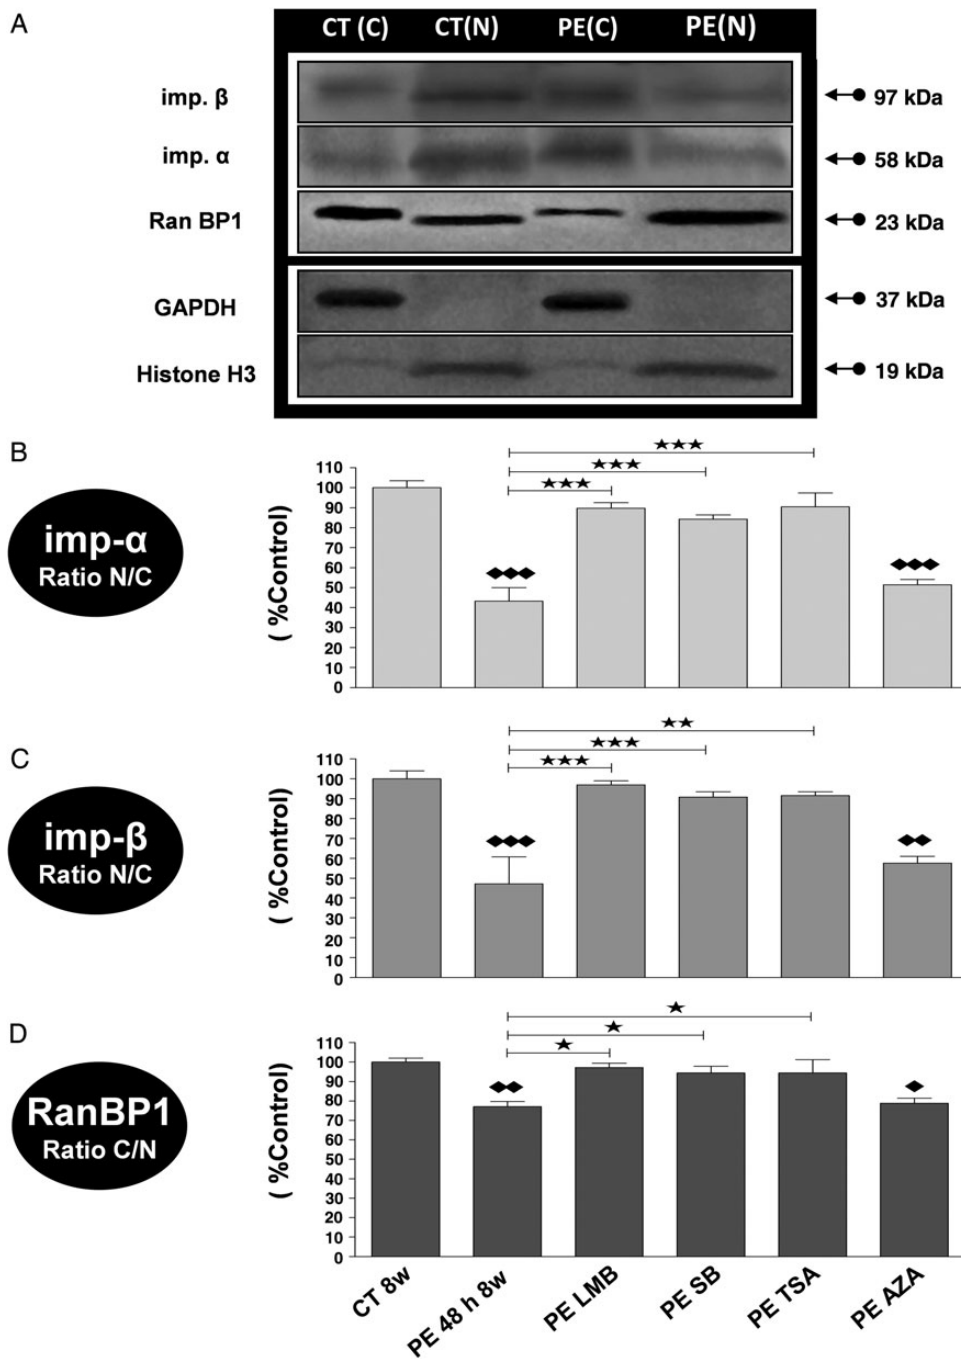 A
CT (C) CT(N) PE(C) PE(N)
imp. β 97 kDa
imp. α 58 kDa
Ran BP1 23 kDa
GAPDH 37 kDa
Histone H3 19 kDa
B
imp-α
Ratio N/C
( %Control)
110
100
90
80
70
60
50
40
30
20
10
0
C
imp-β
Ratio N/C
( %Control)
110
100
90
80
70
60
50
40
30
20
10
0
D
RanBP1
Ratio C/N
( %Control)
110
100
90
80
70
60
50
40
30
20
10
0
CT 8w
PE 48 h 8w
PE LMB
PE SB
PE TSA
PE AZA